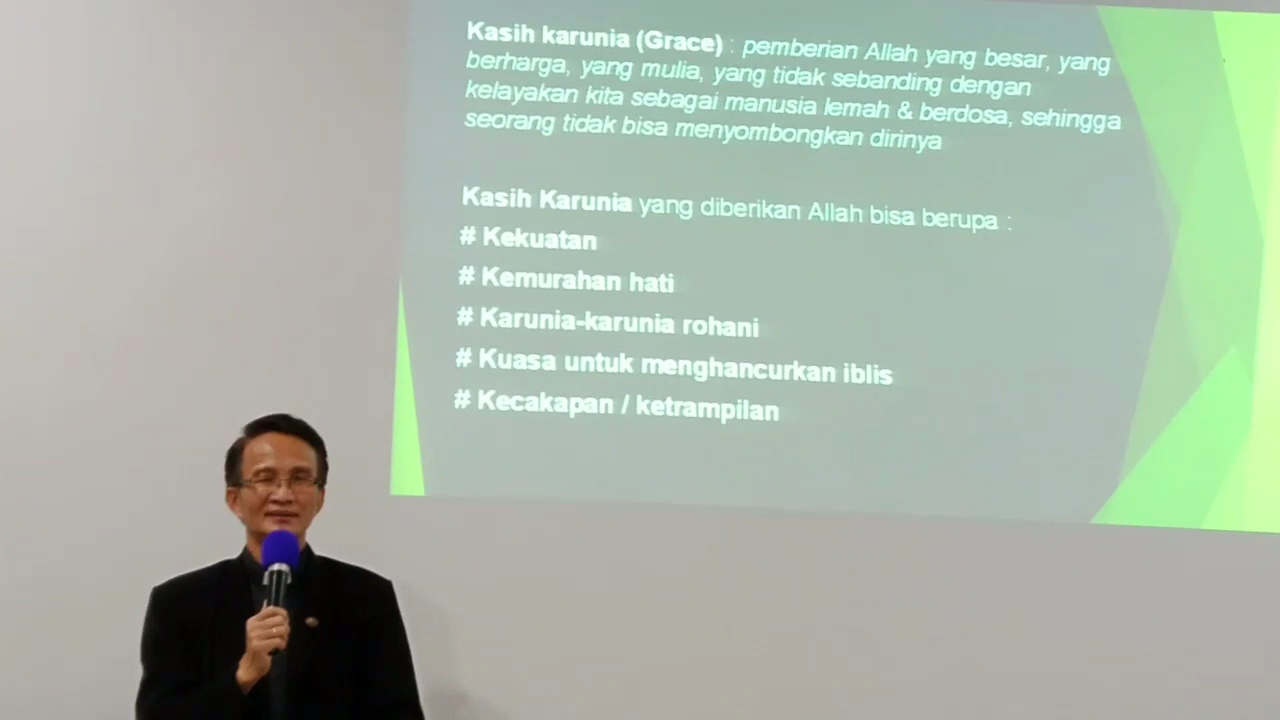 Kasih karunia (Grace) : pemberian Allah yang besar, yang
berharga, yang mulia, yang tidak sebanding dengan
kelayakan kita sebagai manusia lemah & berdosa, sehingga
seorang tidak bisa menyombongkan dirinya
Kasih Karunia yang diberikan Allah bisa berupa :
# Kekuatan
# Kemurahan hati
# Karunia-karunia rohani
# Kuasa untuk menghancurkan iblis
# Kecakapan / ketrampilan